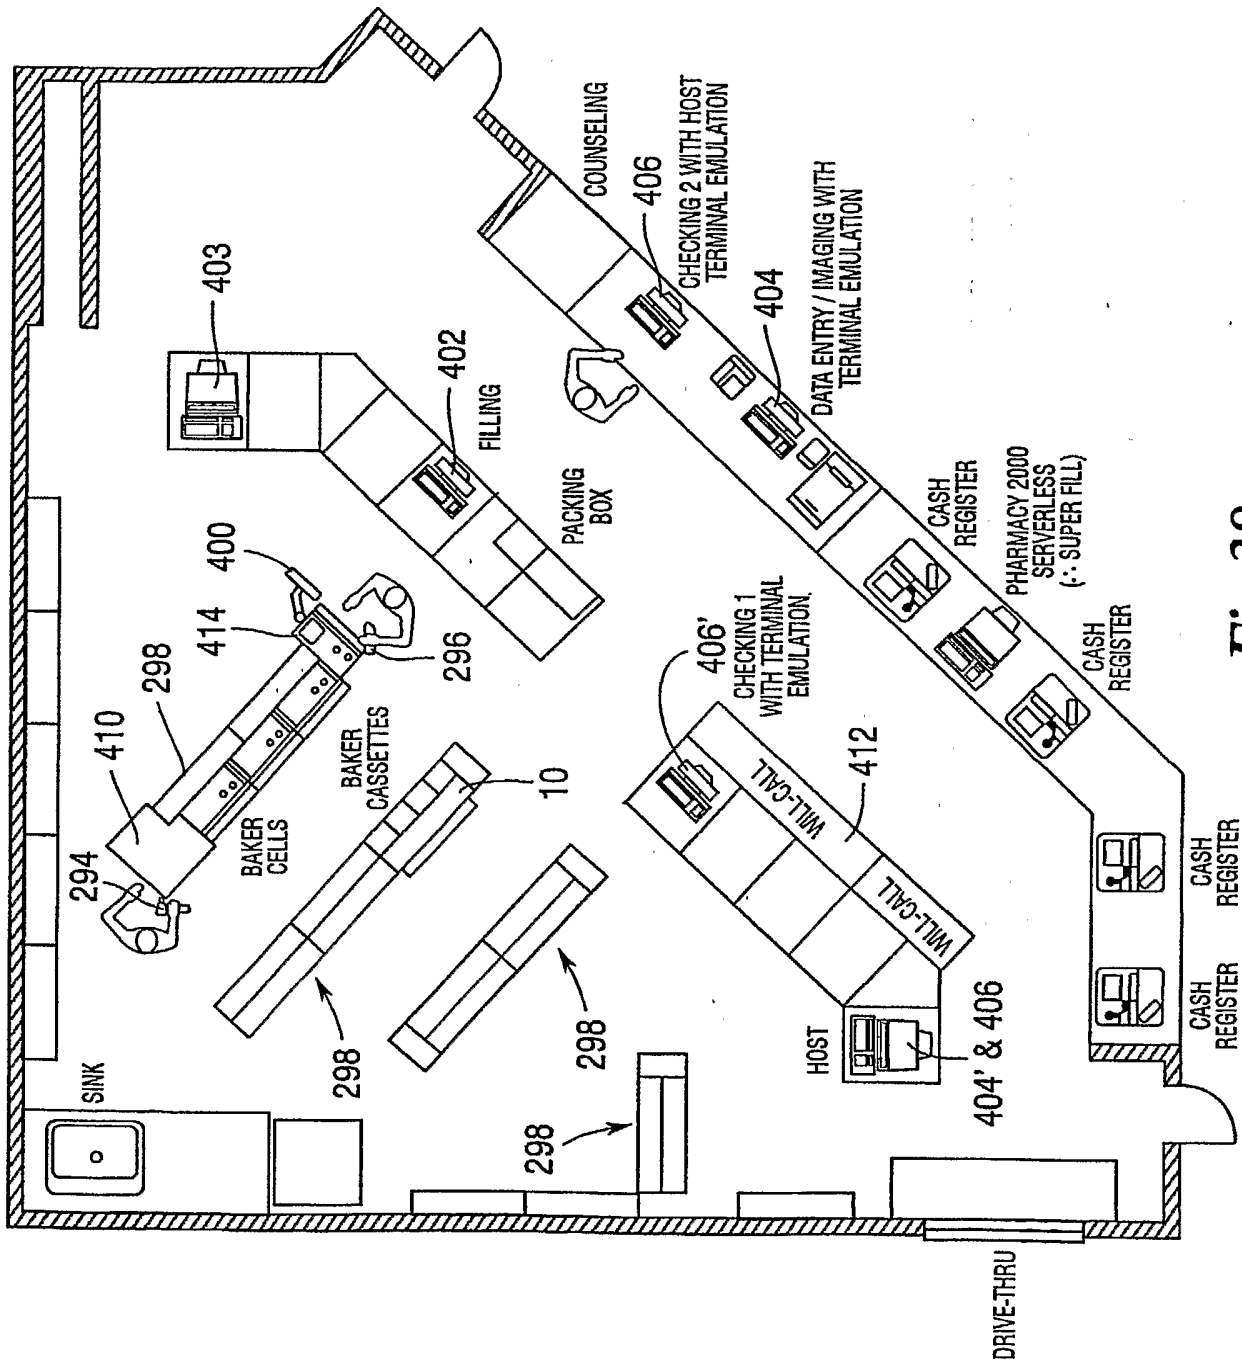 DRIVE-THRU
SINK
294
410
298
414
400
403
BAKER
CELLS
298
BAKER
CASSETTES
296
402
FILLING
10
298
298
PACKING
BOX
COUNSELING
406
CHECKING 2 WITH HOST
TERMINAL EMULATION
406'
CHECKING 1
WITH TERMINAL
EMULATION.
404
DATA ENTRY / IMAGING WITH
TERMINAL EMULATION
HOST
WILL-CALL
WILL-CALL
412
404' & 406
CASH
REGISTER
PHARMACY 2000
SERVERLESS
(∴ SUPER FILL)
CASH
REGISTER
CASH
REGISTER
CASH
REGISTER
Fig.